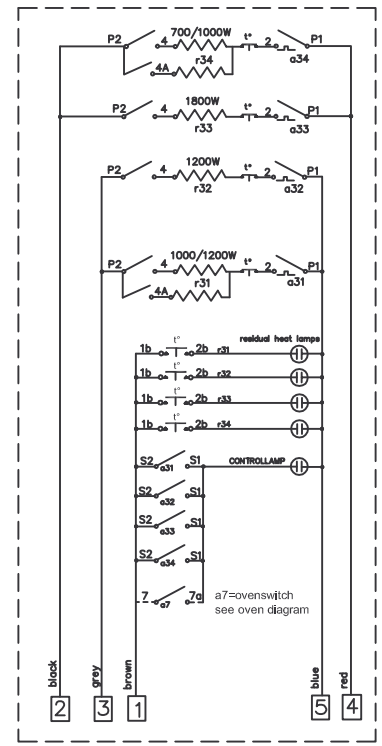 700/1000W
P2 4 t° 2 P1
r34 a34
4A
1800W
P2 4 t° 2 P1
r33 a33
1200W
P2 4 t° 2 P1
r32 a32
1000/1200W
P2 4 t° 2 P1
r31 a31
4A
t° residual heat lamps
1b 2b r31
t°
1b 2b r32
t°
1b 2b r33
t°
1b 2b r34
S2 a31 S1 CONTROLLAMP
S2 a32 S1
S2 a33 S1
S2 a34 S1
7 a7 7a
a7=ovenswitch
see oven diagram
black grey brown blue red
2 3 1 5 4